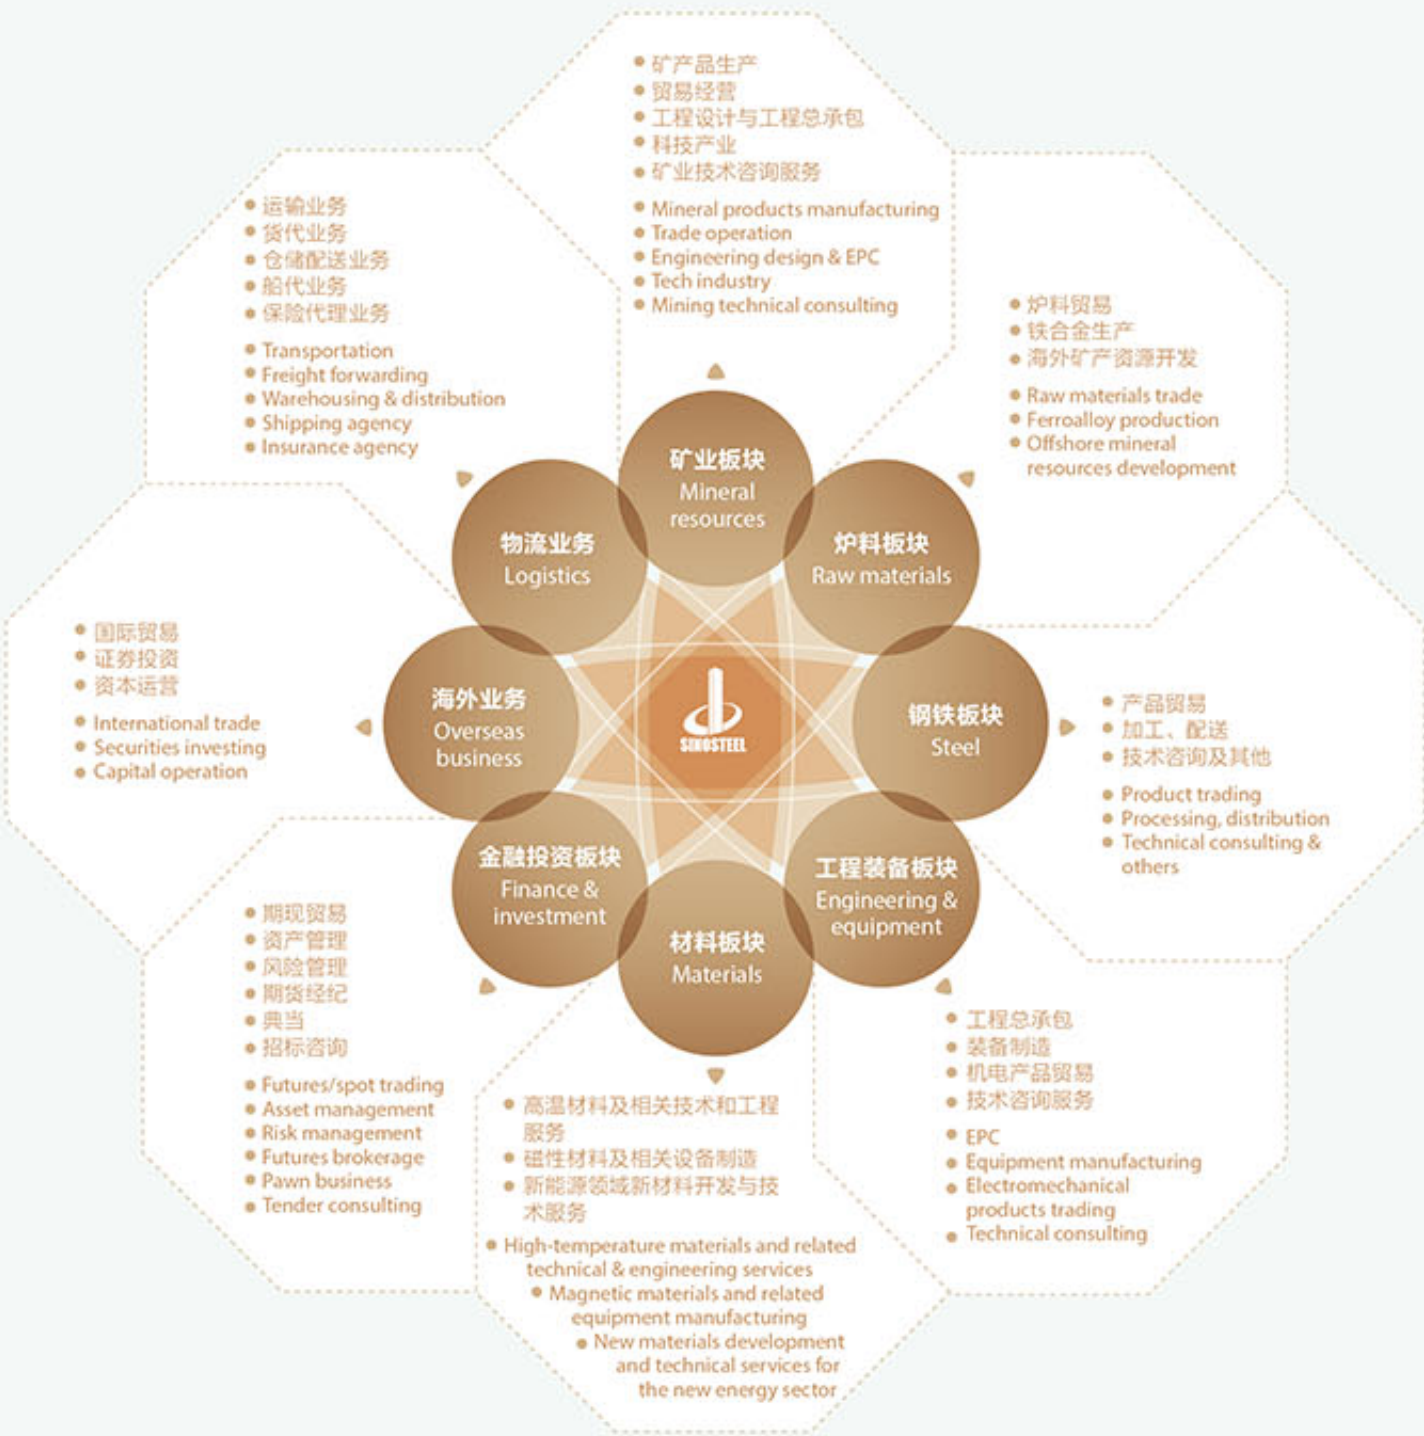 矿产品生产
贸易经营
工程设计与工程总承包
科技产业
矿业技术咨询服务
Mineral products manufacturing
Trade operation
Engineering design & EPC
Tech industry
Mining technical consulting
运输业务
货代业务
仓储配送业务
船代业务
保险代理业务
Transportation
Freight forwarding
Warehousing & distribution
Shipping agency
Insurance agency
炉料贸易
铁合金生产
海外矿产资源开发
Raw materials trade
Ferroalloy production
Offshore mineral
resources development
矿业板块
Mineral
resources
物流业务
Logistics
炉料板块
Raw materials
国际贸易
证券投资
资本运营
International trade
Securities investing
Capital operation
海外业务
Overseas
business
SINOSTEEL
钢铁板块
Steel
产品贸易
加工、配送
技术咨询及其他
Product trading
Processing, distribution
Technical consulting &
others
金融投资板块
Finance &
investment
材料板块
Materials
工程装备板块
Engineering &
equipment
期现贸易
资产管理
风险管理
期货经纪
典当
招标咨询
Futures/spot trading
Asset management
Risk management
Futures brokerage
Pawn business
Tender consulting
高温材料及相关技术和工程
服务
磁性材料及相关设备制造
新能源领域新材料开发与技
术服务
High-temperature materials and related
technical & engineering services
Magnetic materials and related
equipment manufacturing
New materials development
and technical services for
the new energy sector
工程总承包
装备制造
机电产品贸易
技术咨询服务
EPC
Equipment manufacturing
Electromechanical
products trading
Technical consulting